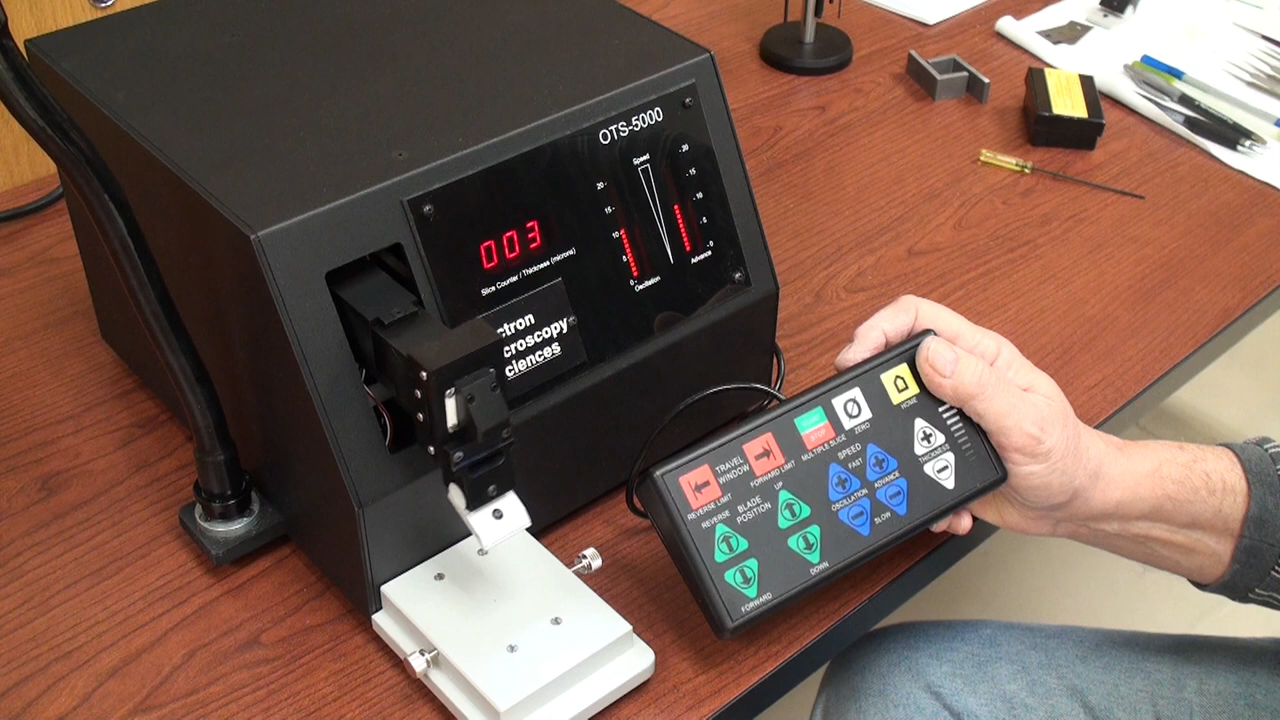 OTS-5000
Speed
20
15
10
5
0
20
15
10
5
0
Oscillation
Advance
003
Slice Counter / Thickness (microns)
ctron
croscopy
ciences
HOME
ZERO
STOP
MULTIPLE SLICE
TRAVEL
WINDOW
FORWARD LIMIT
REVERSE LIMIT
SPEED
FAST
THICKNESS
ADVANCE
OSCILLATION
SLOW
UP
BLADE
POSITION
REVERSE
DOWN
FORWARD